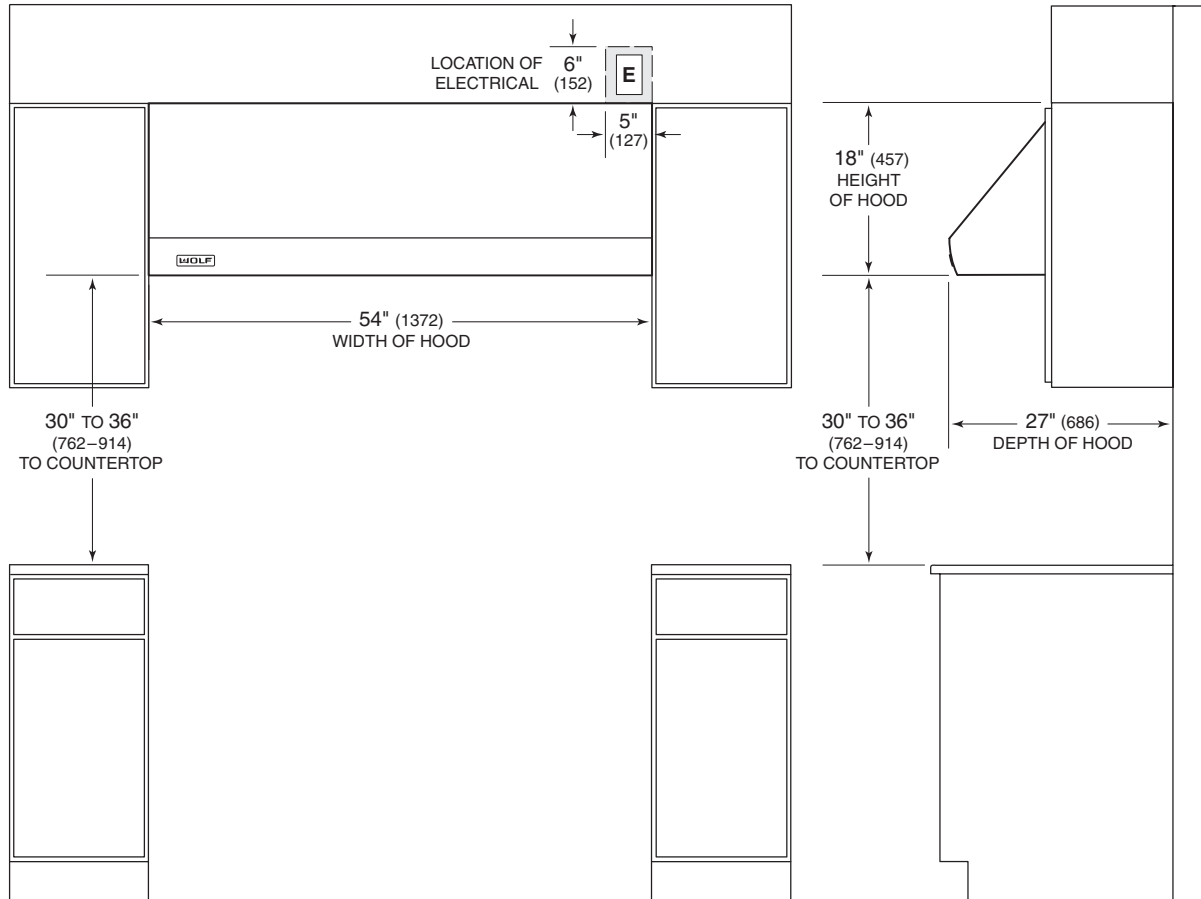 LOCATION OF
ELECTRICAL
6"
(152)
E
5"
(127)
18" (457)
HEIGHT
OF HOOD
WOLF
54" (1372)
WIDTH OF HOOD
30" TO 36"
(762–914)
TO COUNTERTOP
30" TO 36"
(762–914)
TO COUNTERTOP
27" (686)
DEPTH OF HOOD